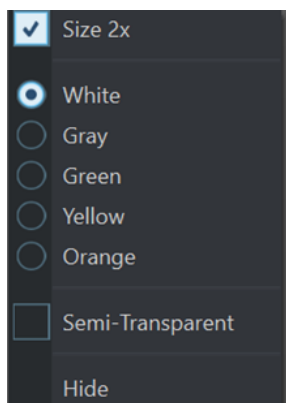 Size 2x
White
Gray
Green
Yellow
Orange
Semi-Transparent
Hide